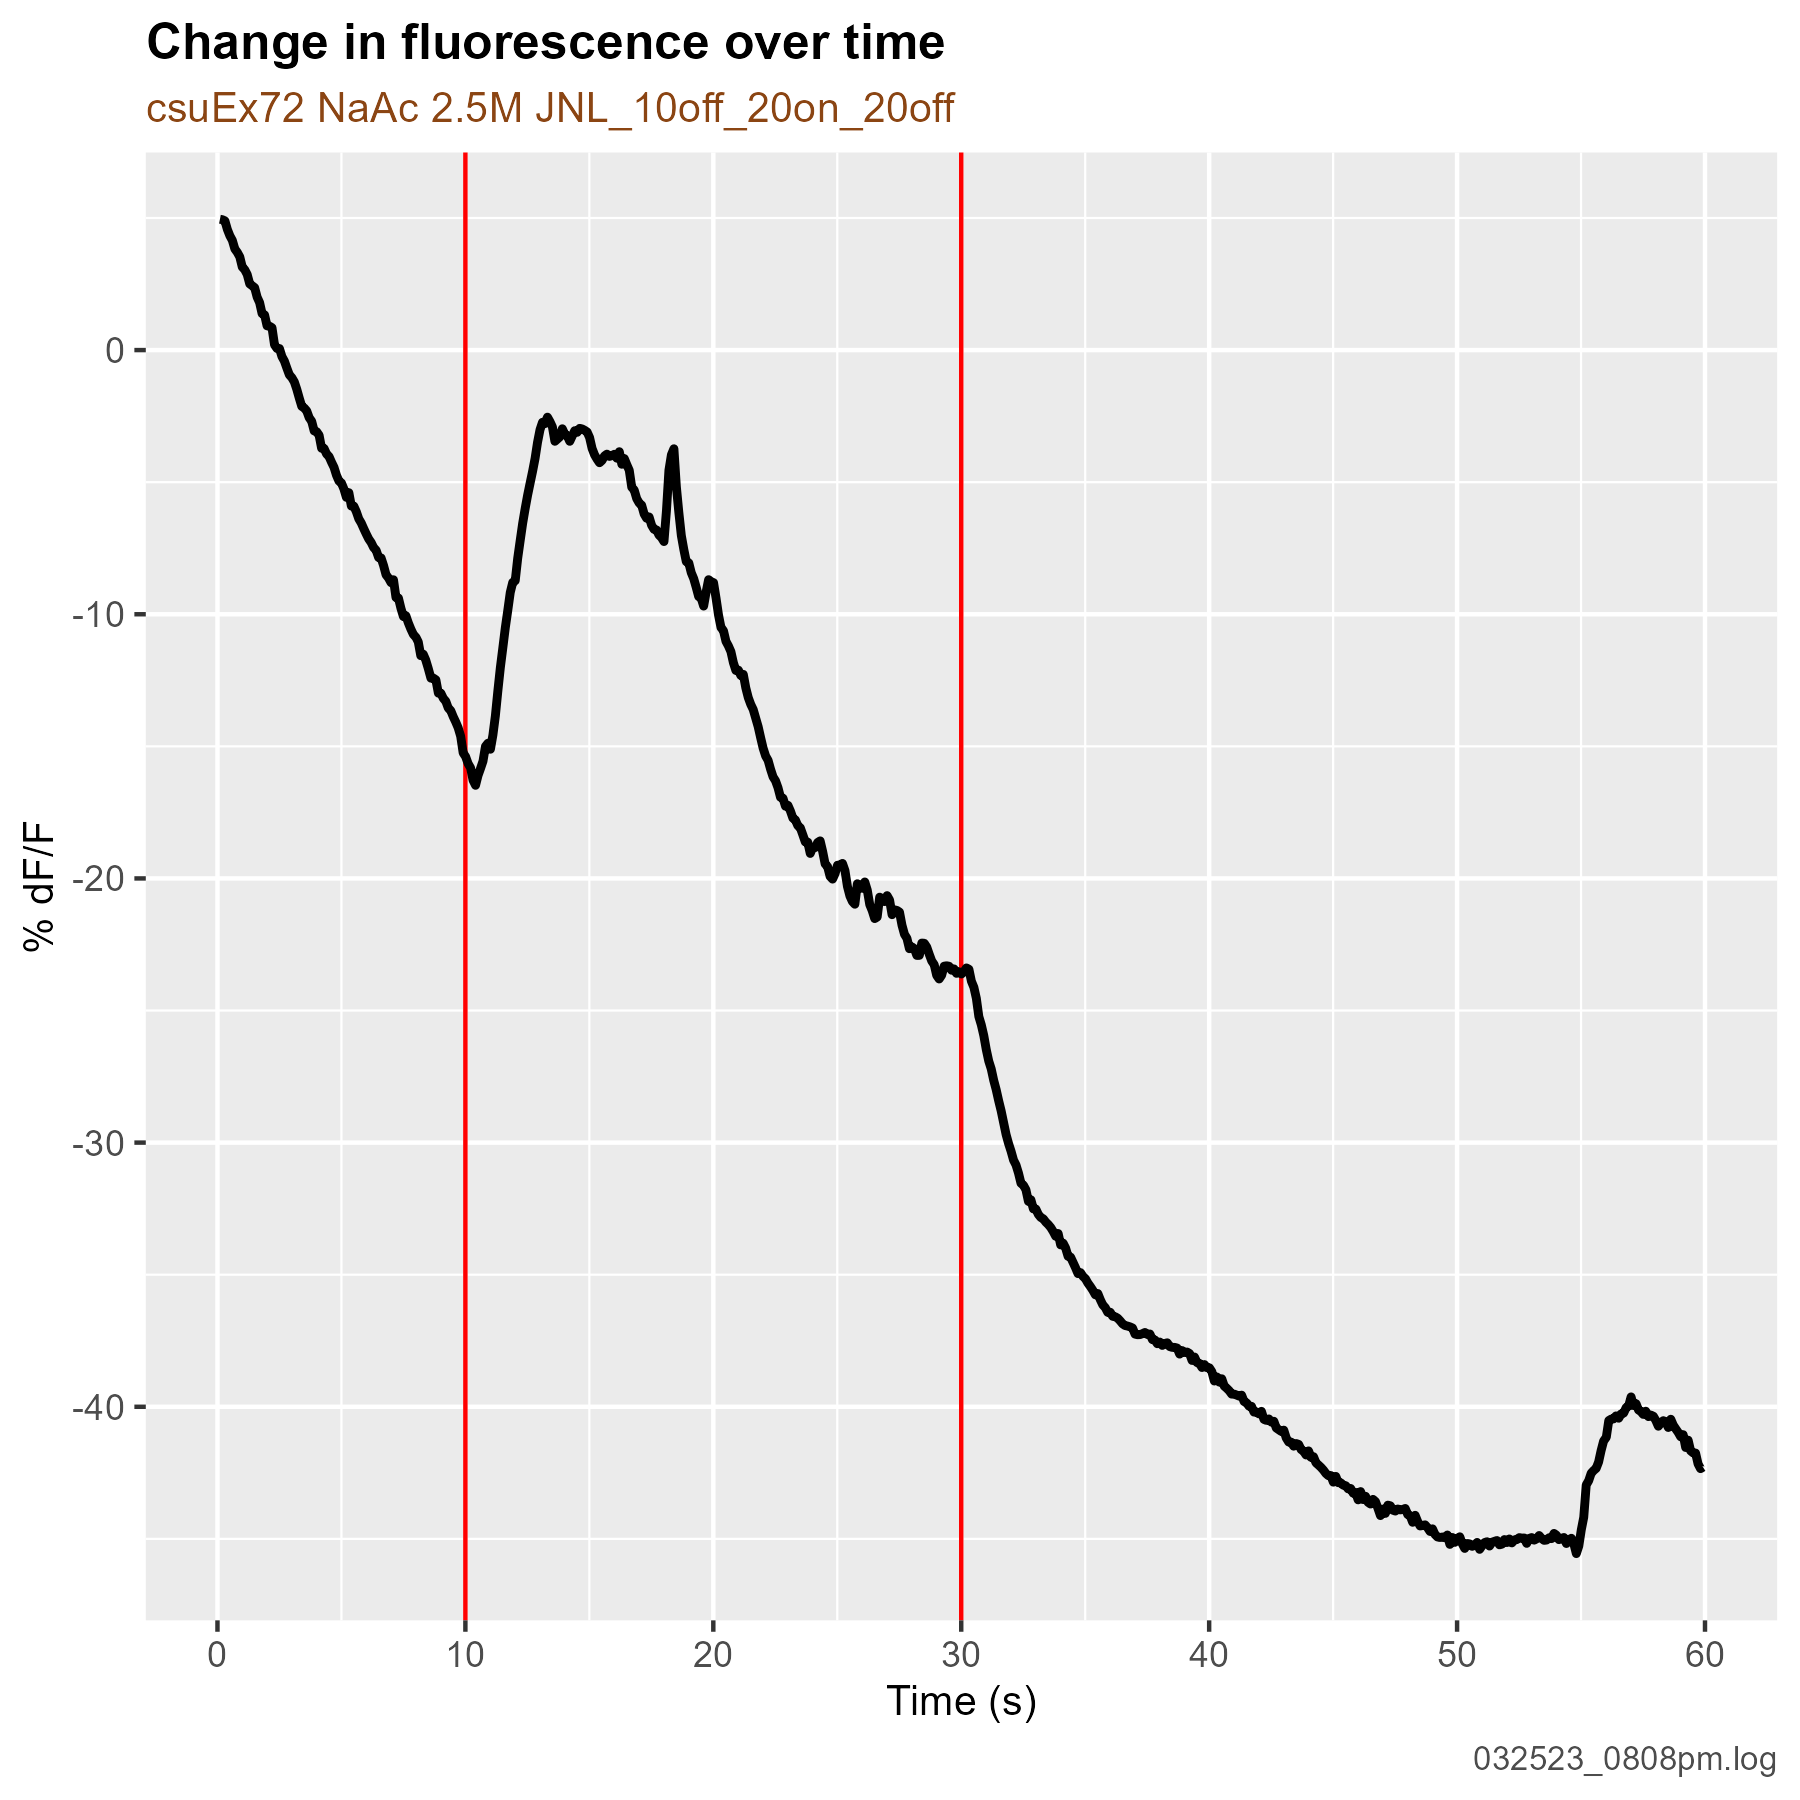 Change in fluorescence over time
csuEx72 NaAc 2.5M JNL_10off_20on_20off
% dF/F
0
-10
-20
-30
-40
0 10 20 30 40 50 60
Time (s)
032523_0808pm.log